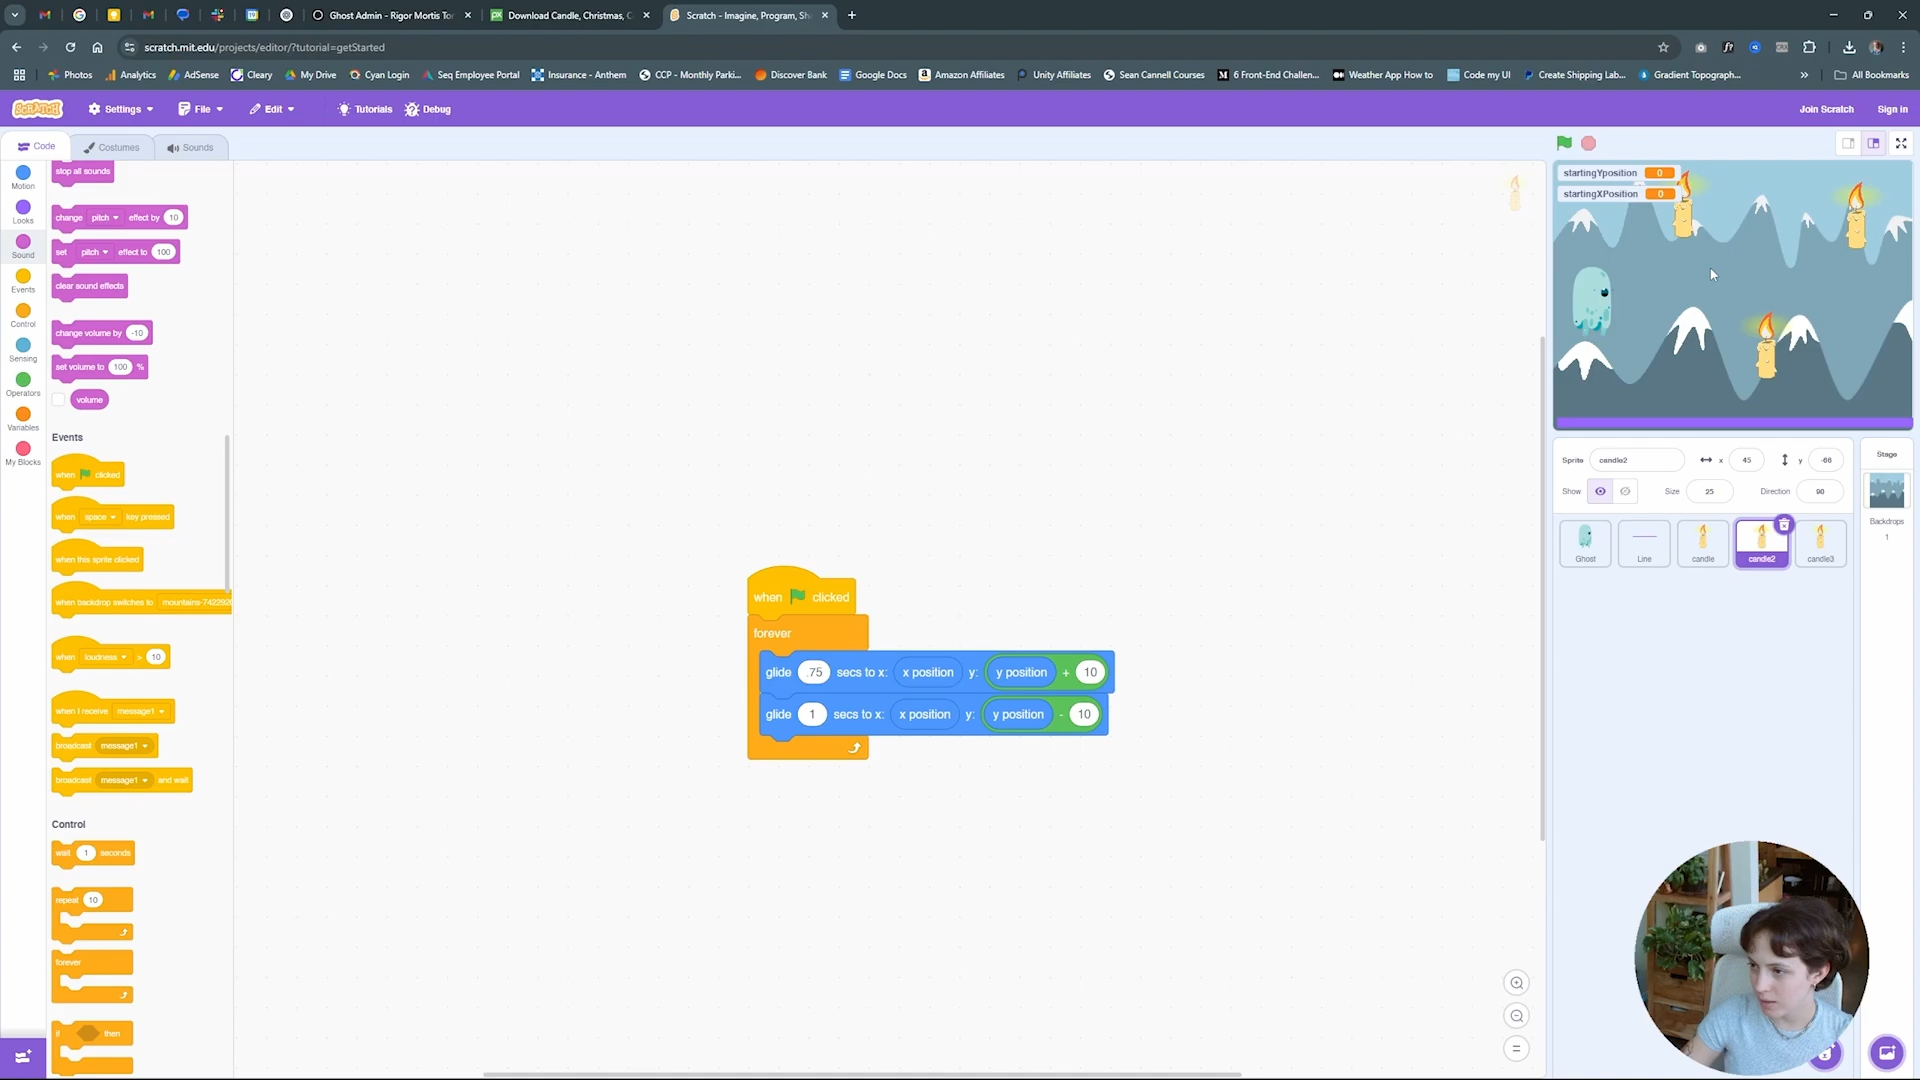 Ghost Admin - Rigor Mortis Tor
Download Candle, Christmas, C
Scratch - Imagine, Program, Sh
scratch.mit.edu/projects/editor/?tutorial=getStarted
Photos Analytics AdSense Cleary My Drive Cyan Login Seq Employee Portal Insurance - Anthem CCP - Monthly Parki... Discover Bank Google Docs Amazon Affiliates Unity Affiliates Sean Cannell Courses 6 Front-End Challen... Weather App How to Code my UI Create Shipping Lab... Gradient Topograph... All Bookmarks
SCRATCH Settings File Edit Tutorials Debug Join Scratch Sign in
Code Costumes Sounds
Motion
Looks
Sound
Events
Control
Sensing
Operators
Variables
My Blocks
stop all sounds
change pitch effect by 10
set pitch effect to 100
clear sound effects
change volume by -10
set volume to 100 %
volume
Events
when clicked
when space key pressed
when this sprite clicked
when backdrop switches to mountains-7422920
when loudness > 10
when I receive message1
broadcast message1
broadcast message1 and wait
Control
wait 1 seconds
repeat 10
forever
if then
when clicked
forever
glide .75 secs to x: x position y: y position + 10
glide 1 secs to x: x position y: y position - 10
startingYposition 0
startingXPosition 0
Sprite candle2 x 45 y -66
Show Size 25 Direction 90
Ghost Line candle candle2 candle3
Stage
Backdrops
1